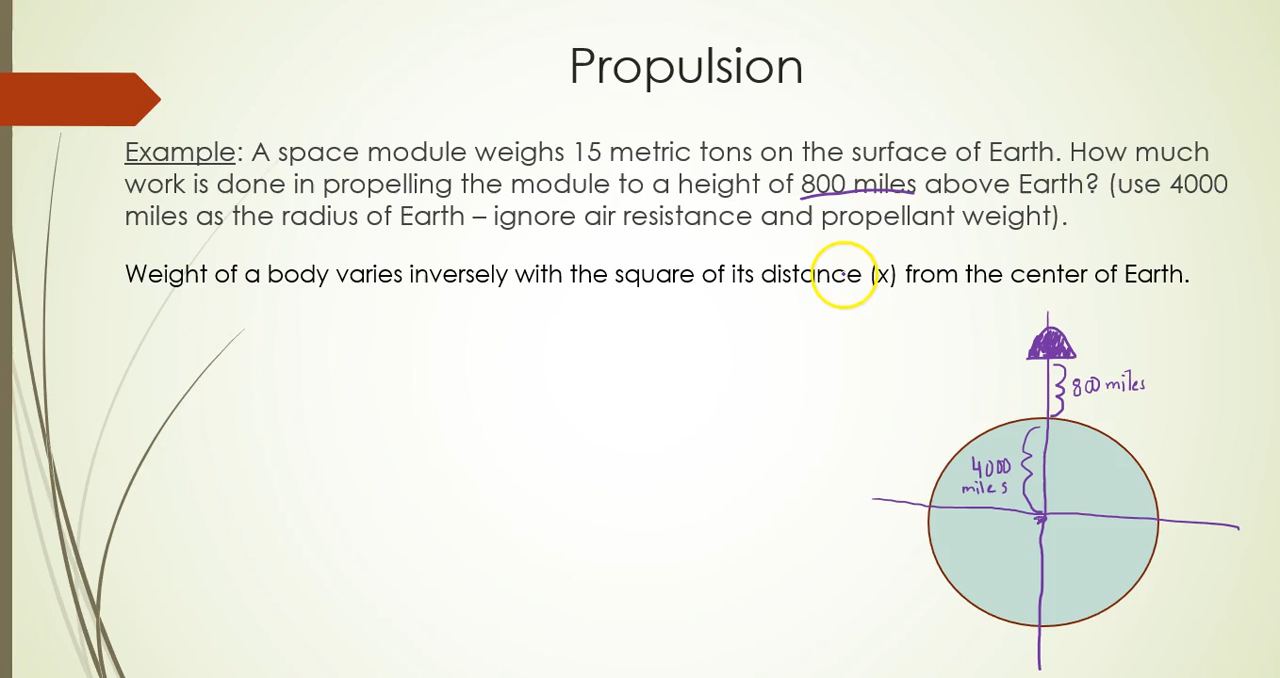 Propulsion
Example: A space module weighs 15 metric tons on the surface of Earth. How much
work is done in propelling the module to a height of 800 miles above Earth? (use 4000
miles as the radius of Earth – ignore air resistance and propellant weight).
Weight of a body varies inversely with the square of its distance (x) from the center of Earth.
800 miles
4000
miles